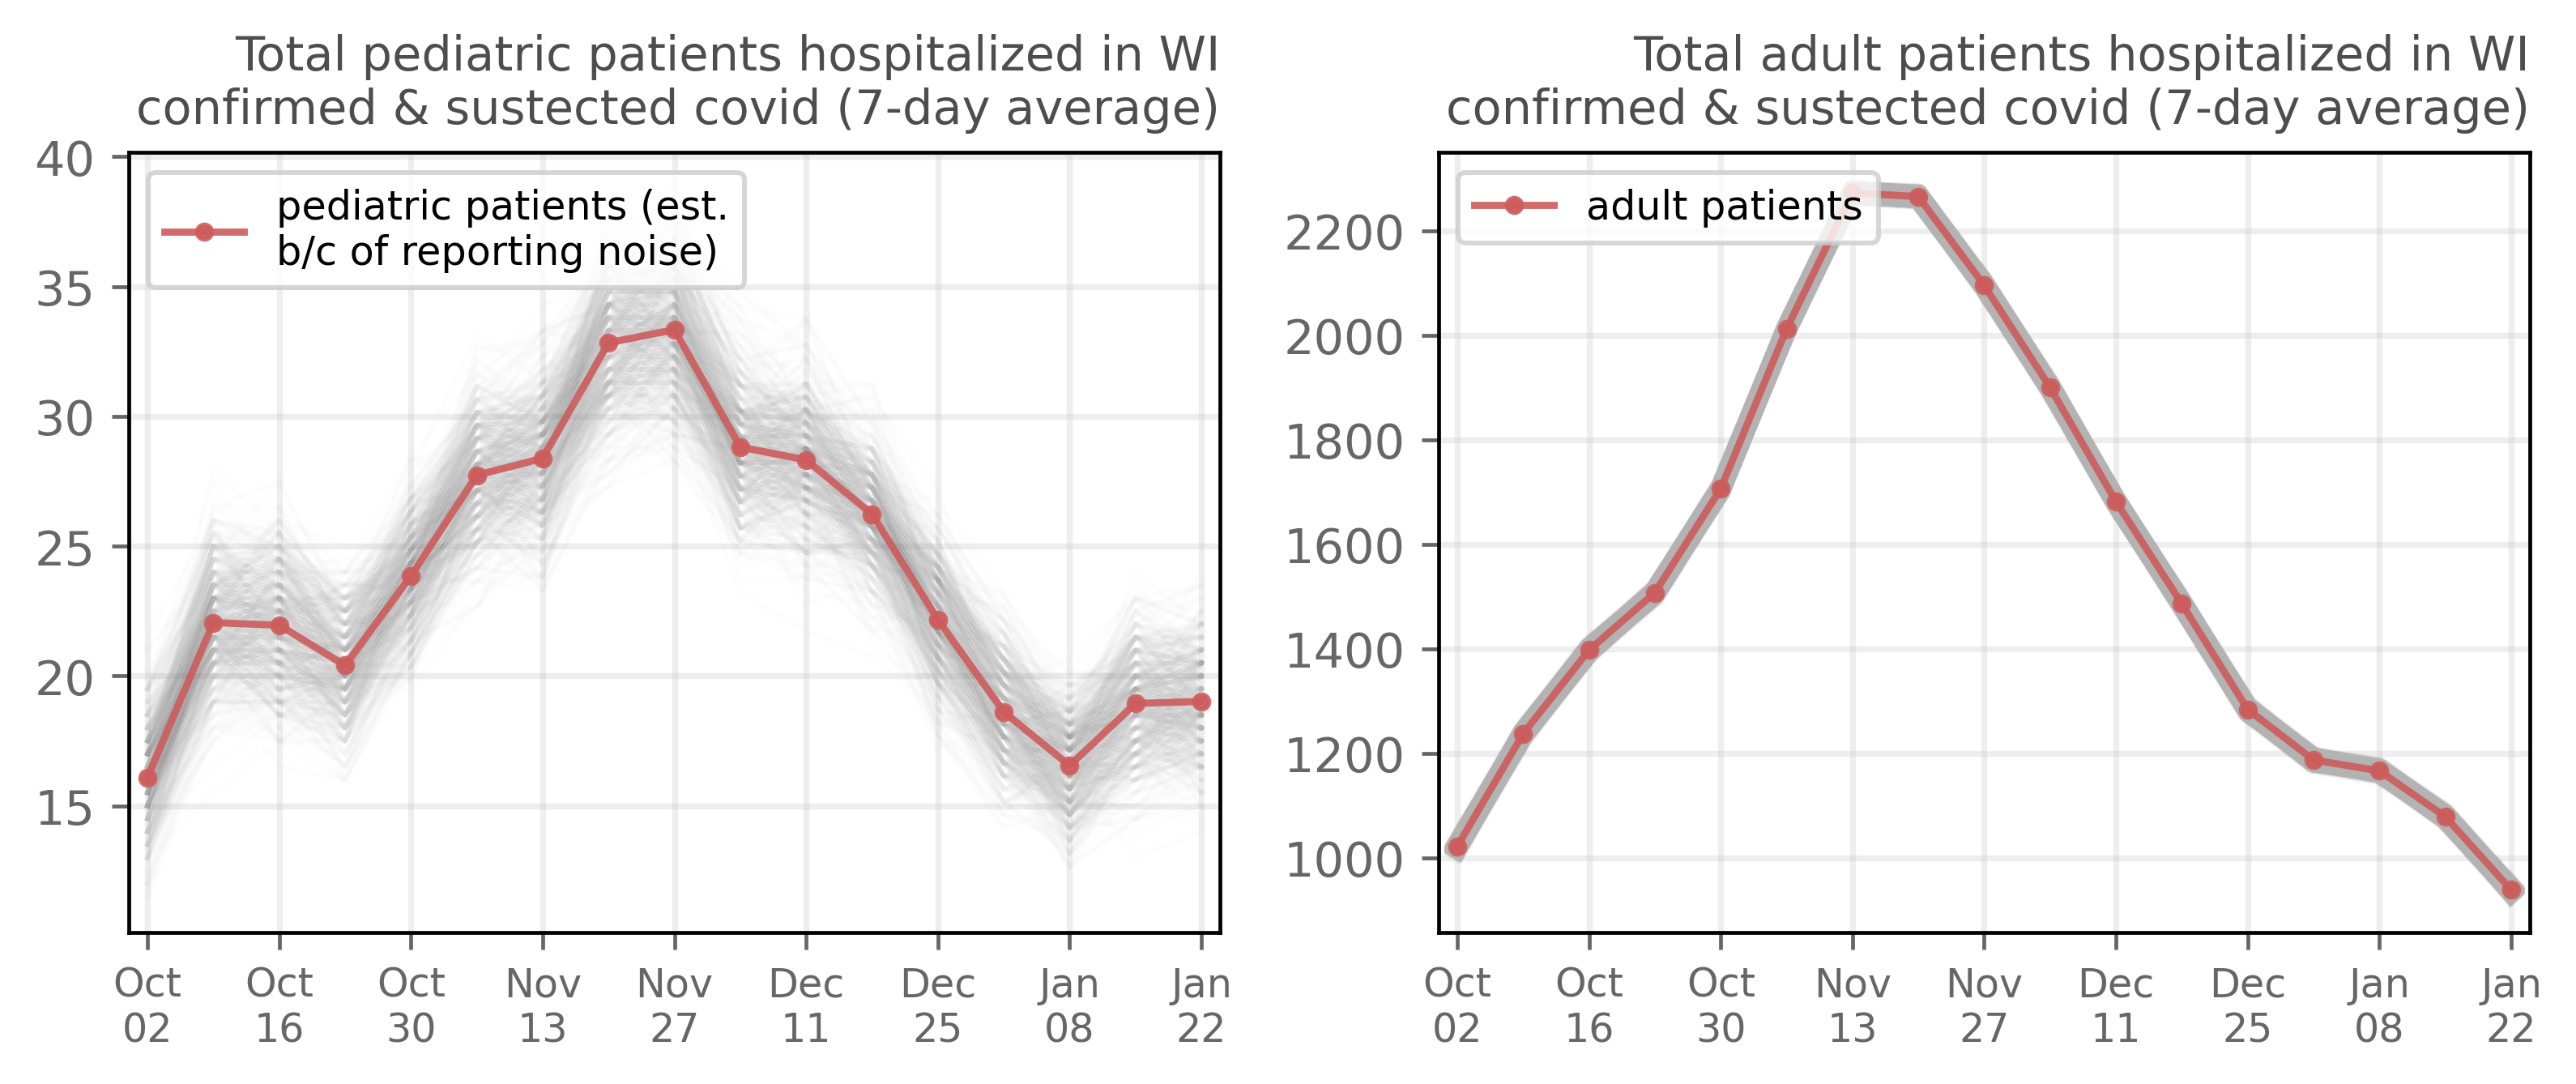 Total pediatric patients hospitalized in WI
confirmed & sustected covid (7-day average)
pediatric patients (est.
b/c of reporting noise)
40
35
30
25
20
15
Oct Oct Oct Nov Nov Dec Dec Jan Jan
02 16 30 13 27 11 25 08 22
Total adult patients hospitalized in WI
confirmed & sustected covid (7-day average)
adult patients
2200
2000
1800
1600
1400
1200
1000
Oct Oct Oct Nov Nov Dec Dec Jan Jan
02 16 30 13 27 11 25 08 22